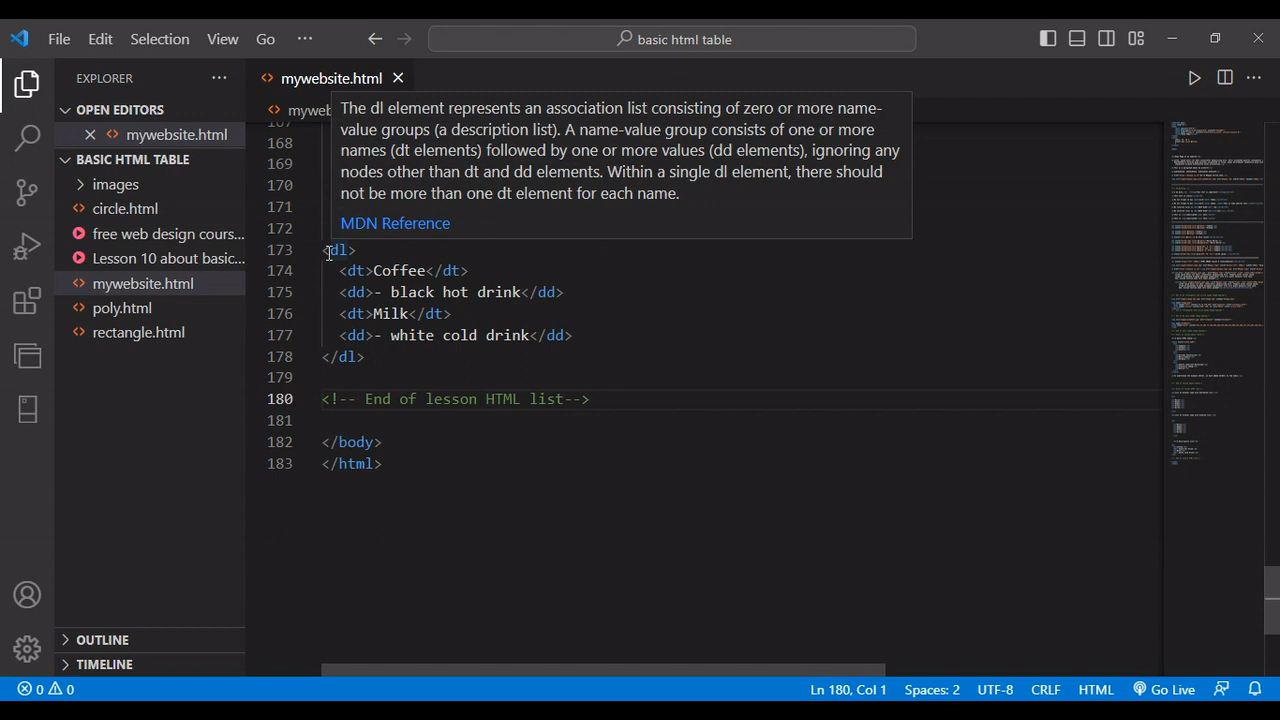 File Edit Selection View Go ··· basic html table
EXPLORER ···
mywebsite.html
OPEN EDITORS
mywebsite.html
BASIC HTML TABLE
images
circle.html
free web design cours...
Lesson 10 about basic...
mywebsite.html
poly.html
rectangle.html
OUTLINE
TIMELINE
myweb
The dl element represents an association list consisting of zero or more name-
value groups (a description list). A name-value group consists of one or more
names (dt elements) followed by one or more values (dd elements), ignoring any
nodes other than dt and dd elements. Within a single dl element, there should
not be more than one dt element for each name.
MDN Reference
167
168
169
170
171
172
173 <dl>
174 <dt>Coffee</dt>
175 <dd>- black hot drink</dd>
176 <dt>Milk</dt>
177 <dd>- white cold drink</dd>
178 </dl>
179
180 <!-- End of lesson HTML list-->
181
182 </body>
183 </html>
0 0 Ln 180, Col 1 Spaces: 2 UTF-8 CRLF HTML Go Live